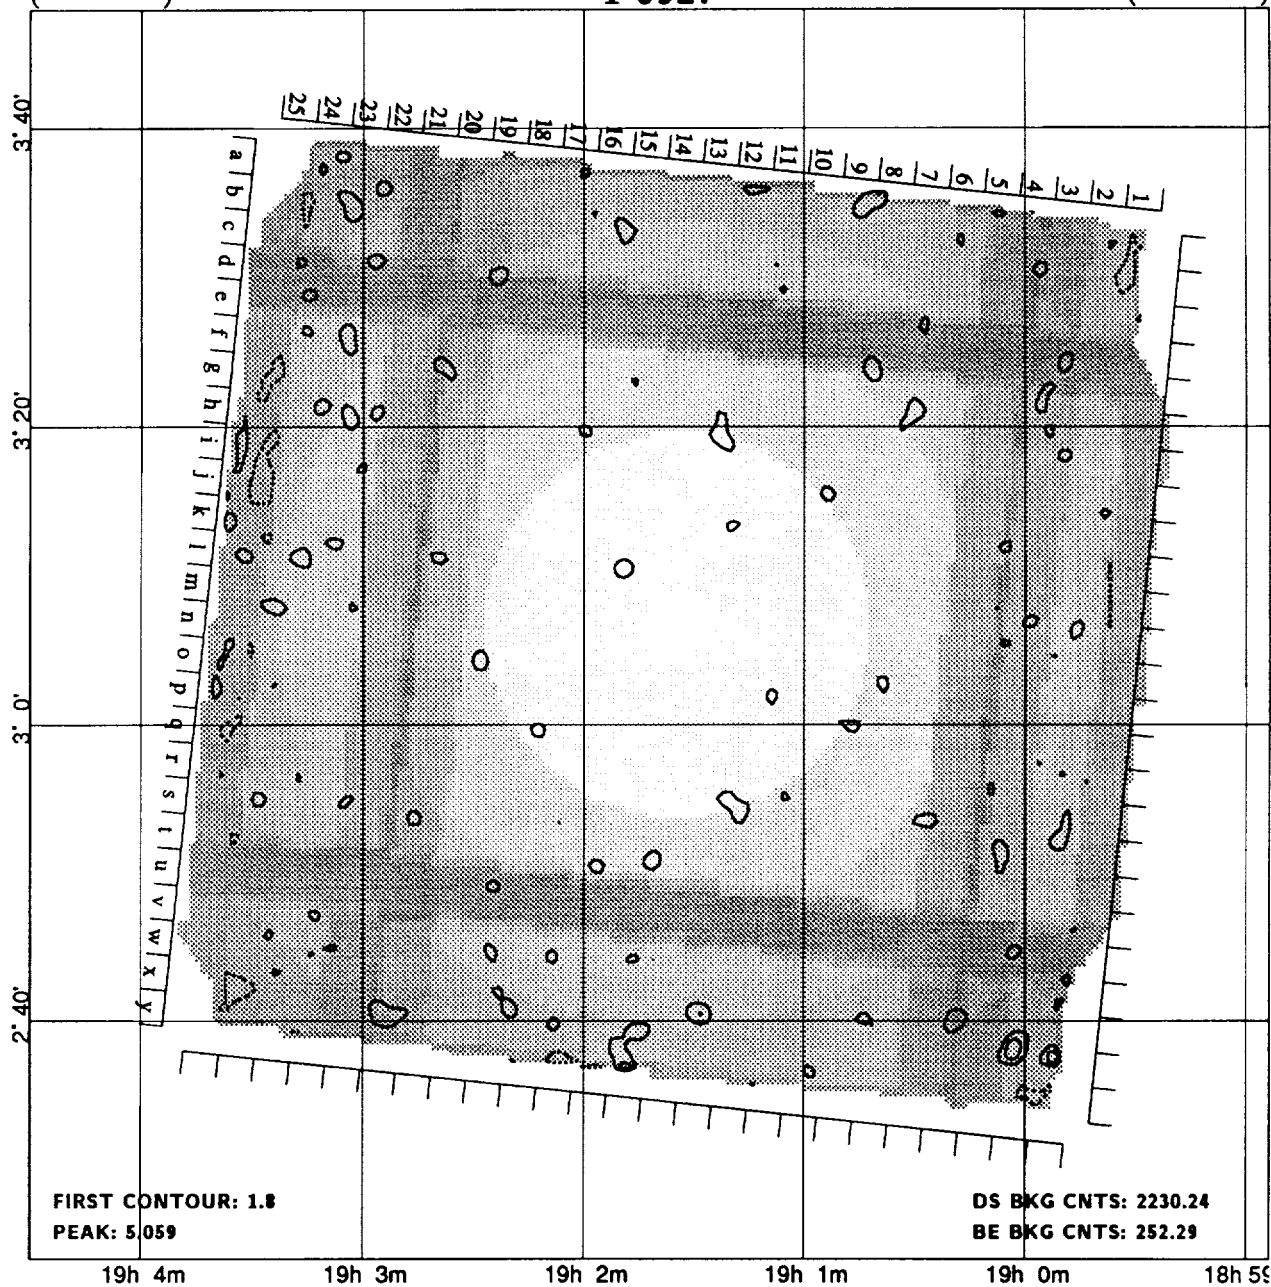 3° 40'
3° 20'
3° 0'
2° 40'
25 24 23 22 21 20 19 18 17 16 15 14 13 12 11 10 9 8 7 6 5 4 3 2 1
a b c d e f g h i j k l m n o p q r s t u v w x y
FIRST CONTOUR: 1.8
PEAK: 5.059
DS BKG CNTS: 2230.24
BE BKG CNTS: 252.29
19h 4m 19h 3m 19h 2m 19h 1m 19h 0m